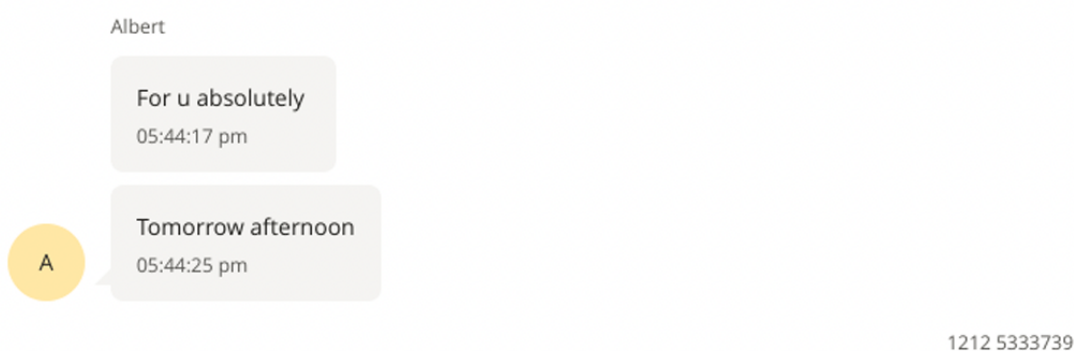 Albert
For u absolutely
05:44:17 pm
Tomorrow afternoon
05:44:25 pm
A
1212 5333739